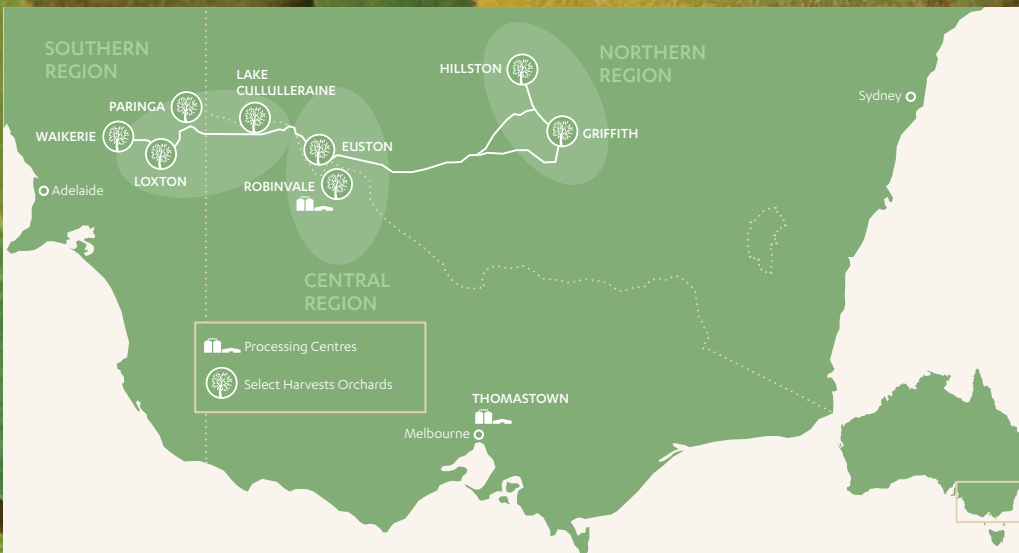 SOUTHERN
REGION
NORTHERN
REGION
LAKE
CULLULLERAINE
HILLSTON
PARINGA
Sydney
WAIKERIE
GRIFFITH
EUSTON
LOXTON
ROBINVALE
Adelaide
CENTRAL
REGION
Processing Centres
Select Harvests Orchards
THOMASTOWN
Melbourne